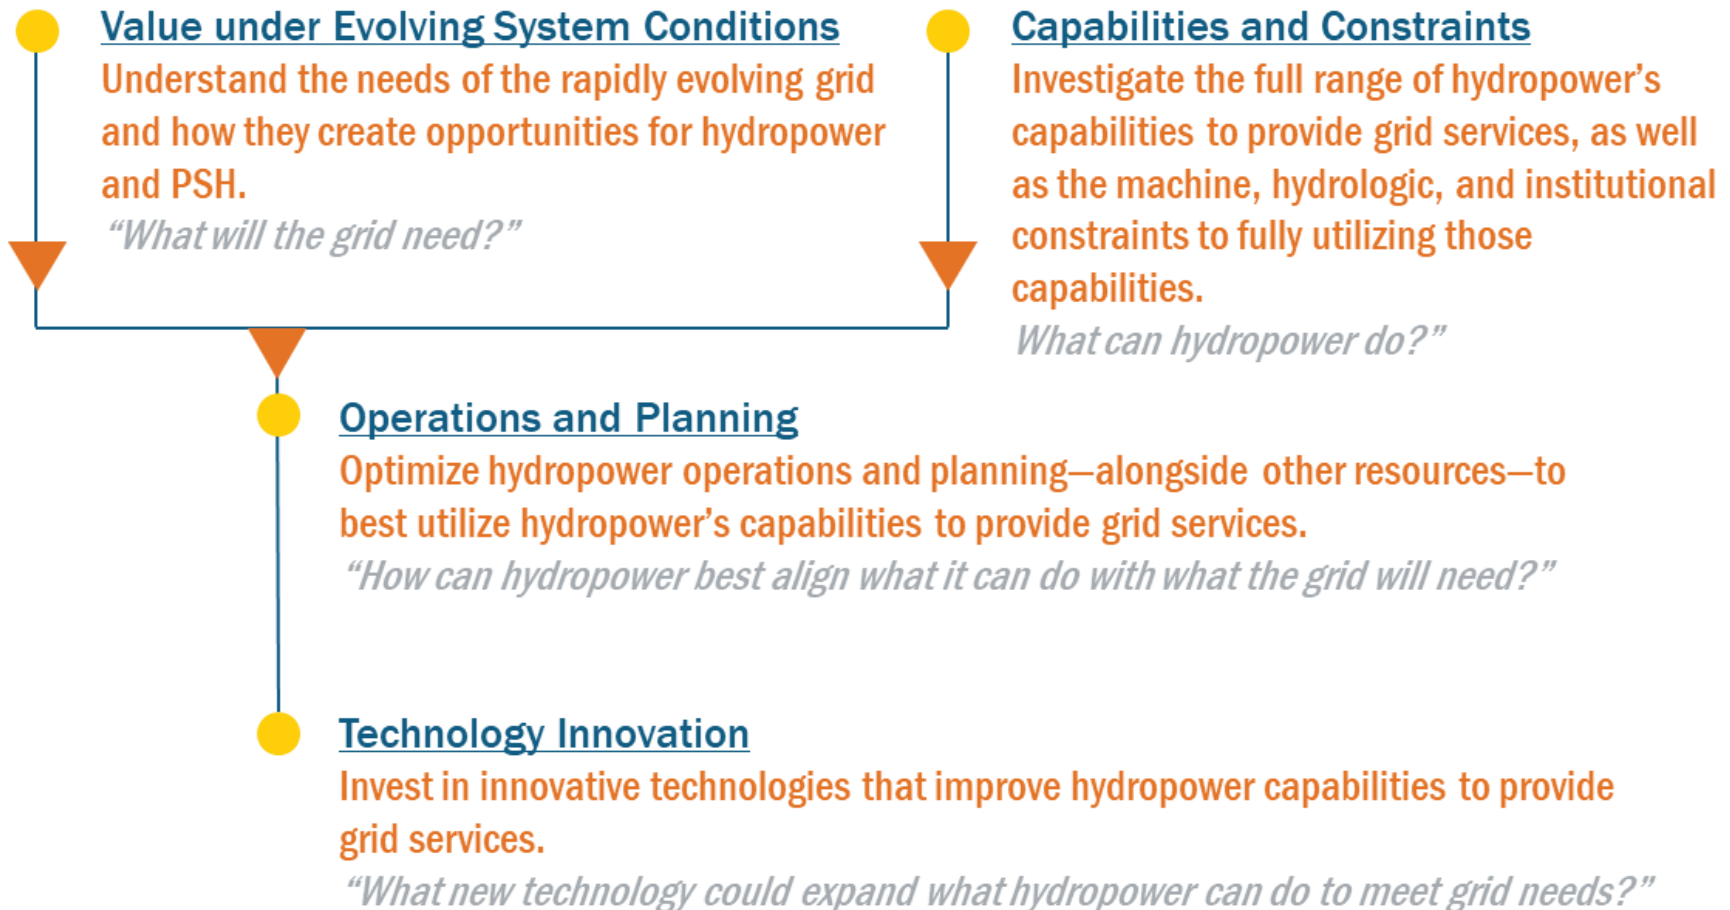 Value under Evolving System Conditions
Understand the needs of the rapidly evolving grid
and how they create opportunities for hydropower
and PSH.
“What will the grid need?”
Capabilities and Constraints
Investigate the full range of hydropower’s
capabilities to provide grid services, as well
as the machine, hydrologic, and institutional
constraints to fully utilizing those
capabilities.
What can hydropower do?”
Operations and Planning
Optimize hydropower operations and planning—alongside other resources—to
best utilize hydropower’s capabilities to provide grid services.
“How can hydropower best align what it can do with what the grid will need?”
Technology Innovation
Invest in innovative technologies that improve hydropower capabilities to provide
grid services.
“What new technology could expand what hydropower can do to meet grid needs?”